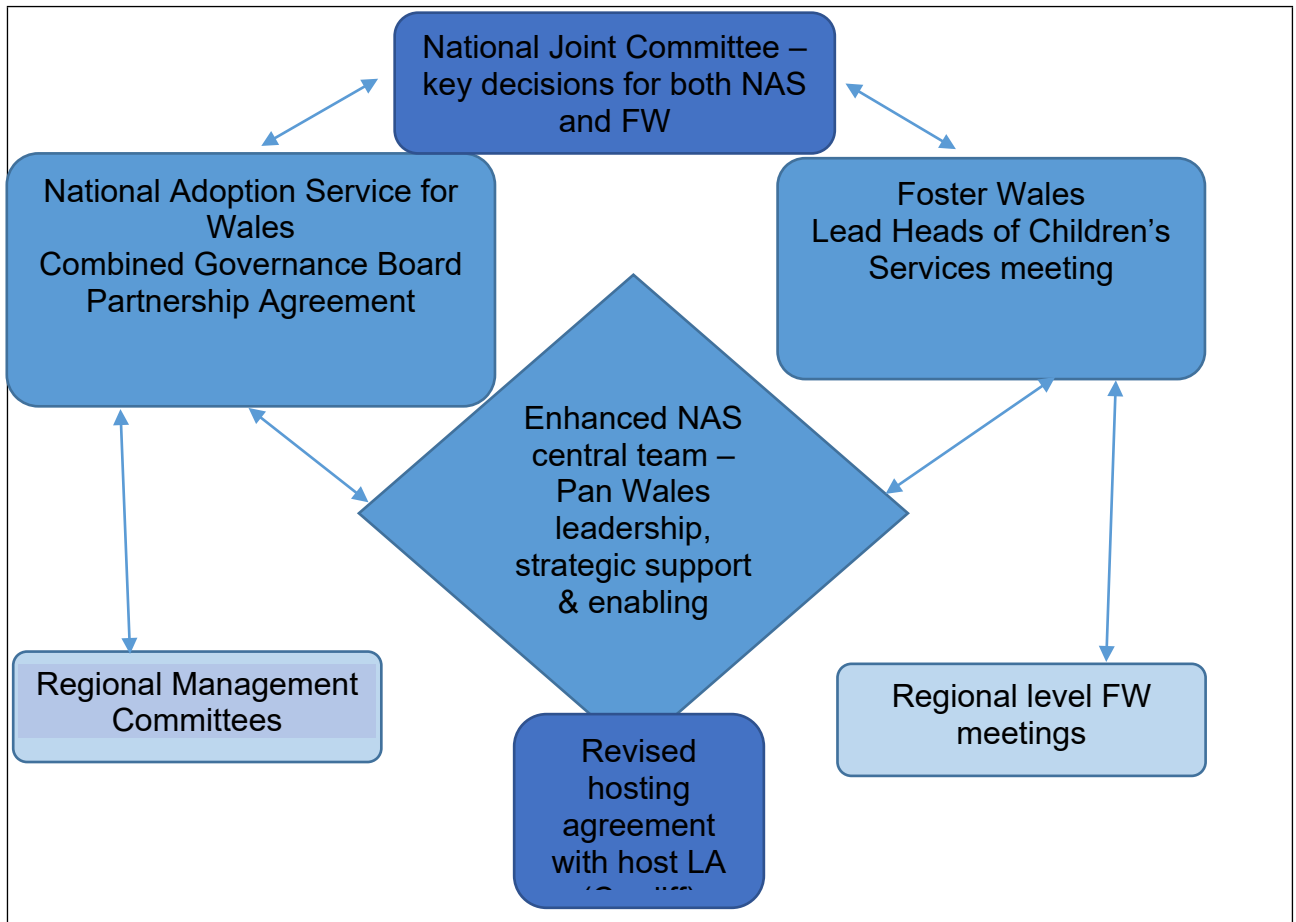 National Joint Committee –
key decisions for both NAS
and FW
National Adoption Service for
Wales
Combined Governance Board
Partnership Agreement
Foster Wales
Lead Heads of Children’s
Services meeting
Enhanced NAS
central team –
Pan Wales
leadership,
strategic support
& enabling
Regional Management
Committees
Regional level FW
meetings
Revised
hosting
agreement
with host LA